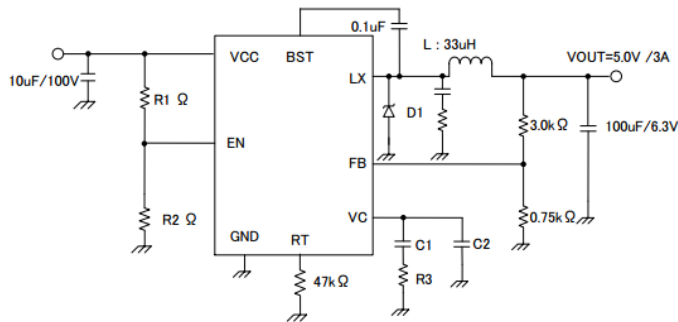 0.1uF
L : 33uH
VOUT=5.0V /3A
VCC
BST
LX
10uF/100V
R1 Ω
D1
3.0kΩ
100uF/6.3V
EN
FB
R2 Ω
VC
0.75kΩ
GND
RT
C1
C2
47kΩ
R3